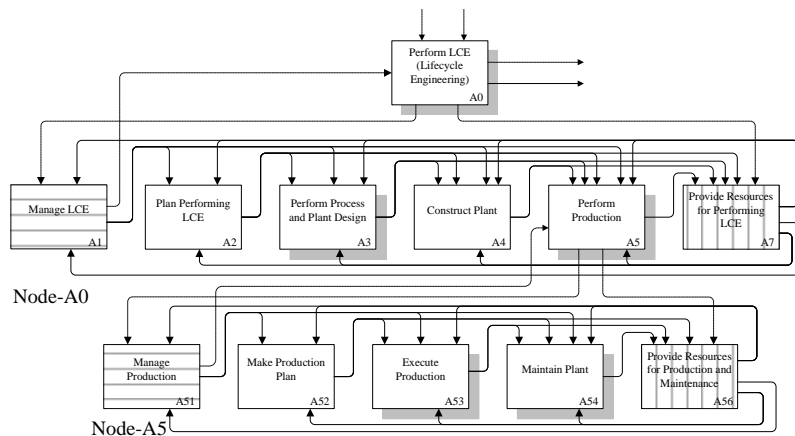 Perform LCE
(Lifecycle
Engineering)
A0
Manage LCE
A1
Plan Performing
LCE
A2
Perform Process
and Plant Design
A3
Construct Plant
A4
Perform
Production
A5
Provide Resources
for Performing
LCE
A7
Node-A0
Manage
Production
A51
Make Production
Plan
A52
Execute
Production
A53
Maintain Plant
A54
Provide Resources
for Production and
Maintenance
A56
Node-A5